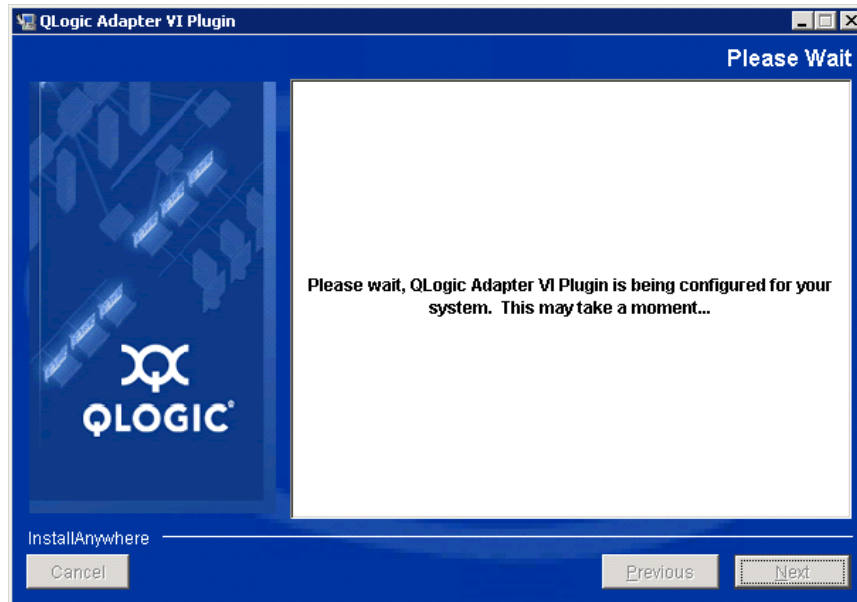 QLogic Adapter VI Plugin
Please Wait
Please wait, QLogic Adapter VI Plugin is being configured for your
system. This may take a moment...
QLOGIC®
InstallAnywhere
Cancel
Previous
Next